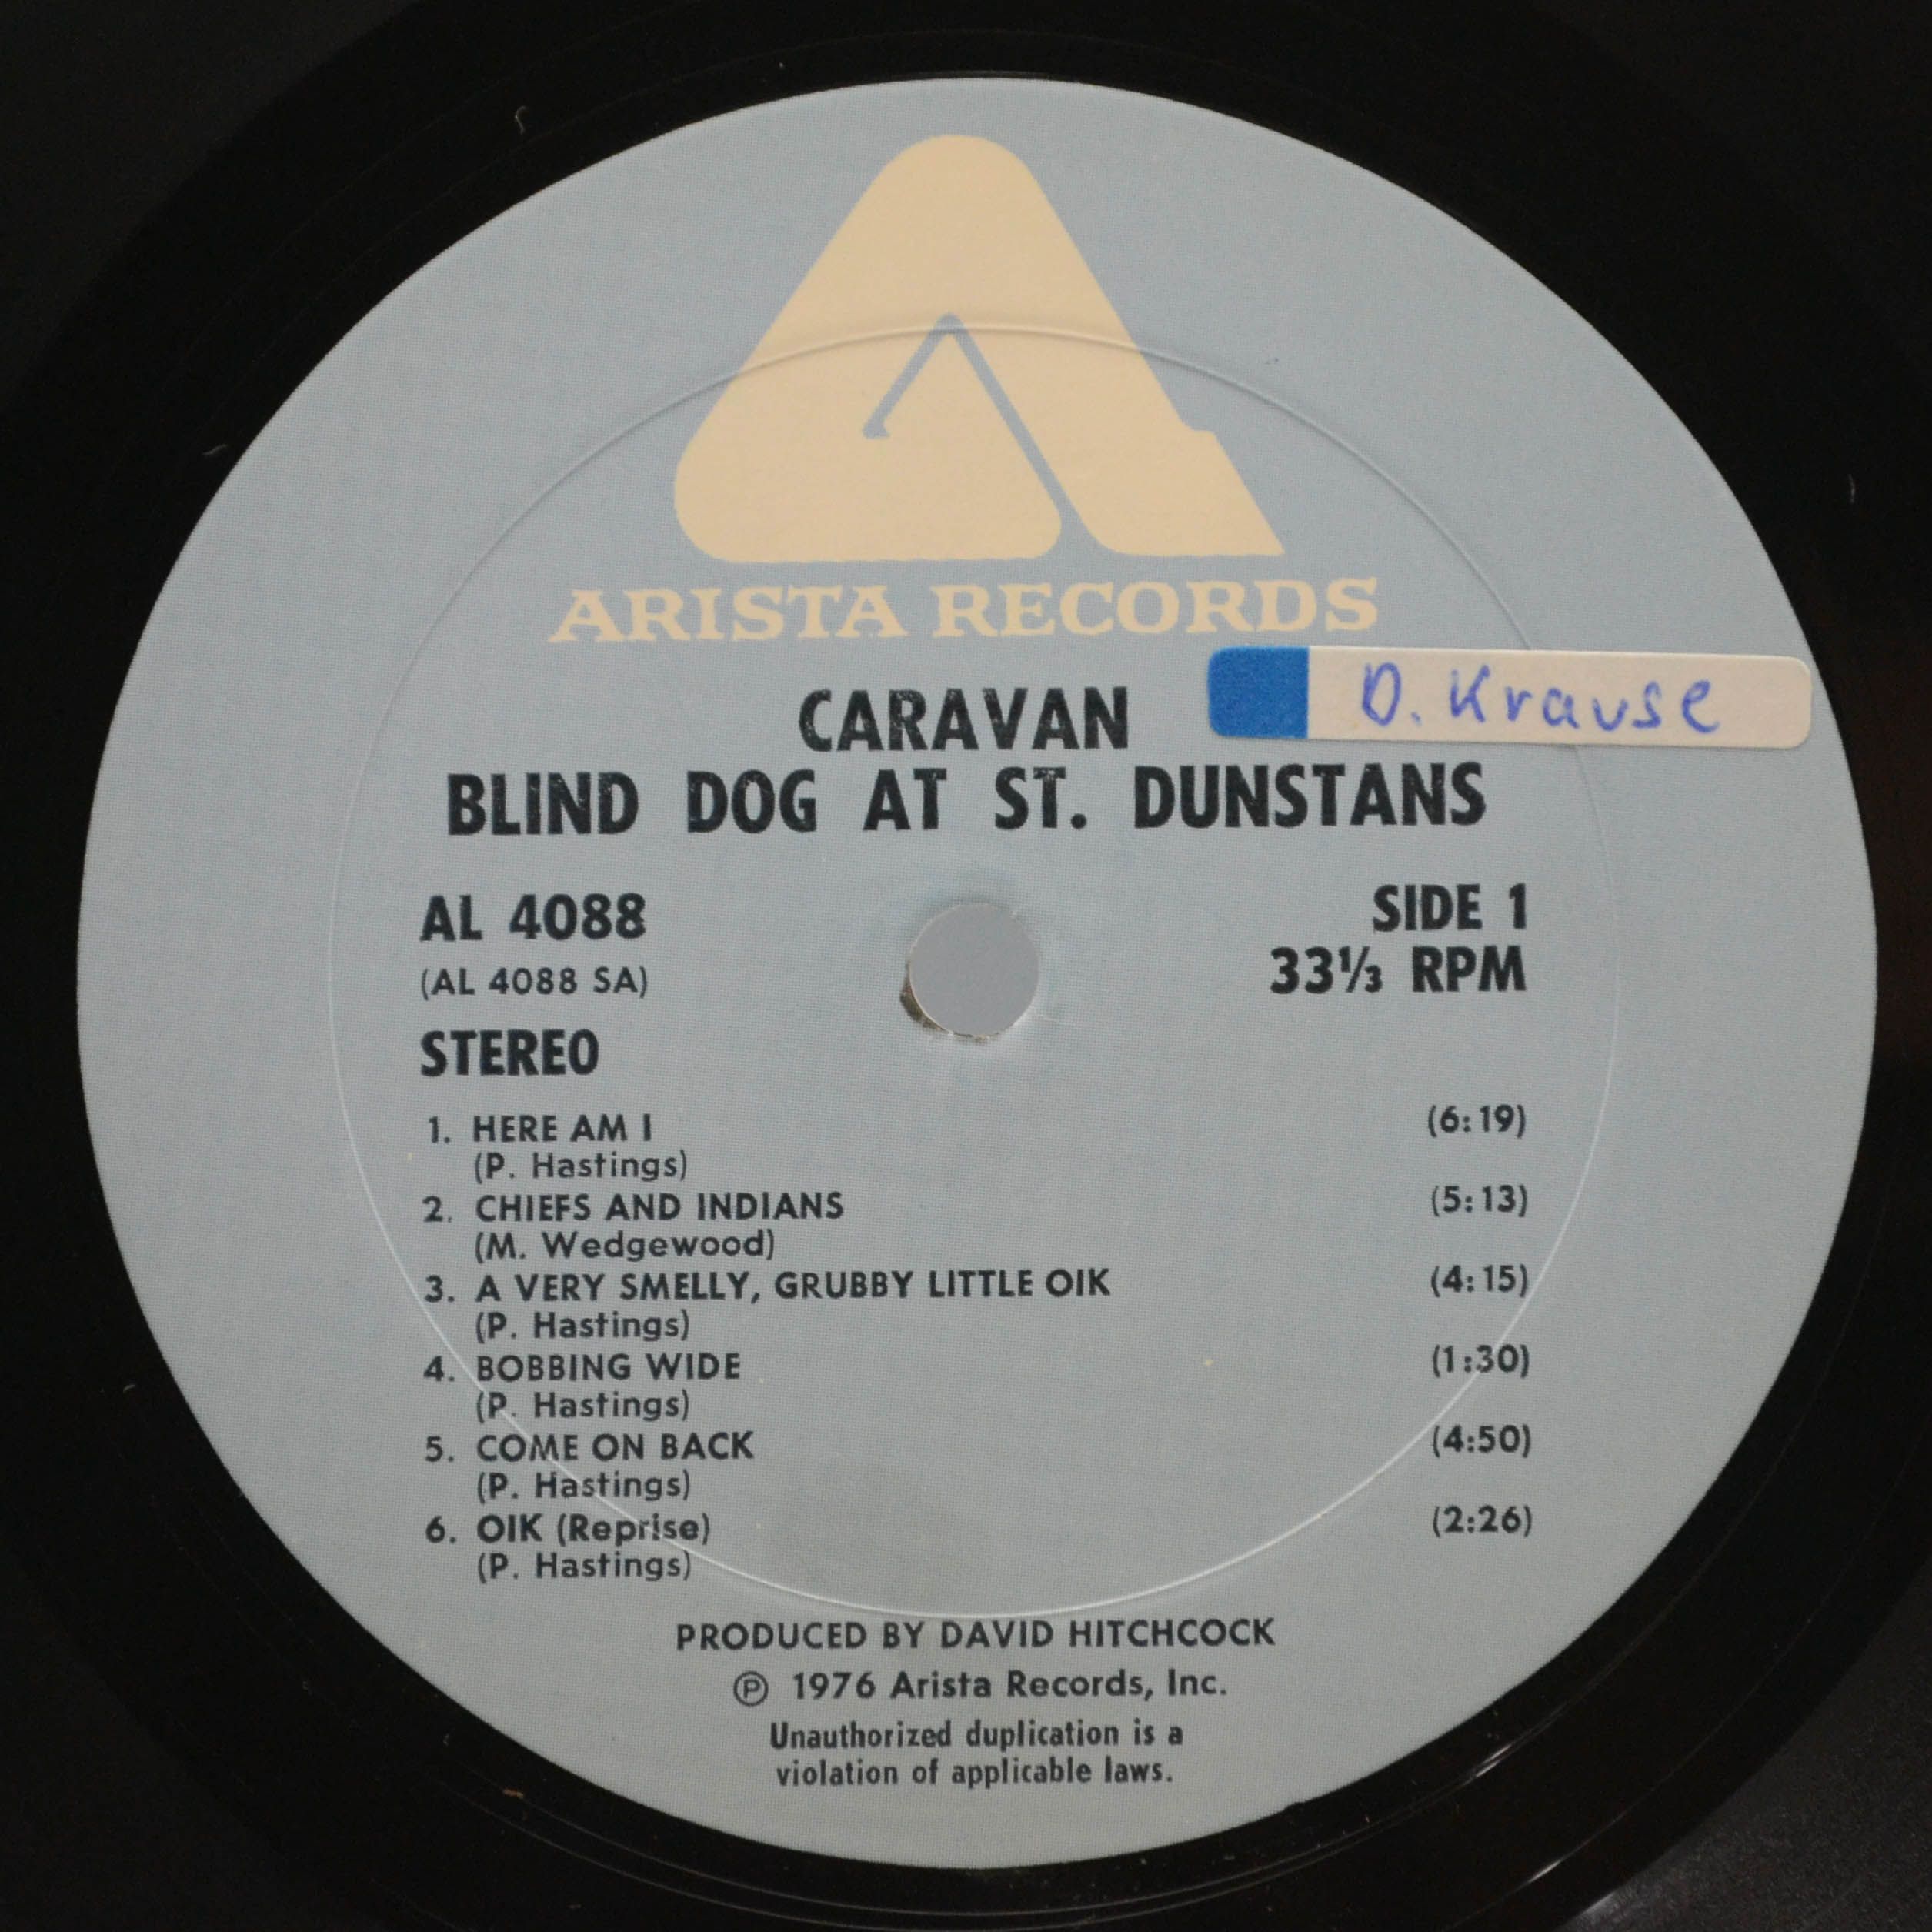 ARISTA RECORDS
D. Krause
CARAVAN
BLIND DOG AT ST. DUNSTANS
AL 4088
(AL 4088 SA)
STEREO
SIDE 1
33⅓ RPM
1. HERE AM I (6:19)
(P. Hastings)
2. CHIEFS AND INDIANS (5:13)
(M. Wedgewood)
3. A VERY SMELLY, GRUBBY LITTLE OIK (4:15)
(P. Hastings)
4. BOBBING WIDE (1:30)
(P. Hastings)
5. COME ON BACK (4:50)
(P. Hastings)
6. OIK (Reprise) (2:26)
(P. Hastings)
PRODUCED BY DAVID HITCHCOCK
℗ 1976 Arista Records, Inc.
Unauthorized duplication is a
violation of applicable laws.